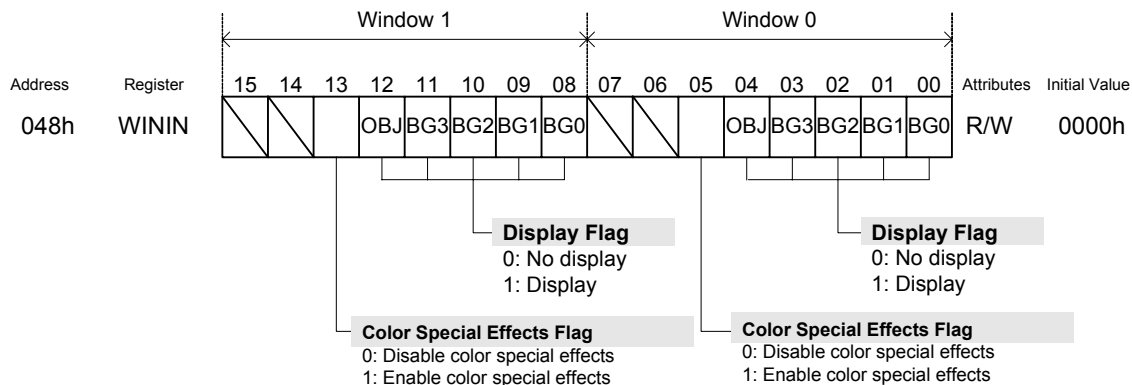 Window 1 Window 0
15 14 13 12 11 10 09 08 07 06 05 04 03 02 01 00
Address Register Attributes Initial Value
048h WININ OBJ BG3 BG2 BG1 BG0 OBJ BG3 BG2 BG1 BG0 R/W 0000h
Display Flag
0: No display
1: Display
Display Flag
0: No display
1: Display
Color Special Effects Flag
0: Disable color special effects
1: Enable color special effects
Color Special Effects Flag
0: Disable color special effects
1: Enable color special effects